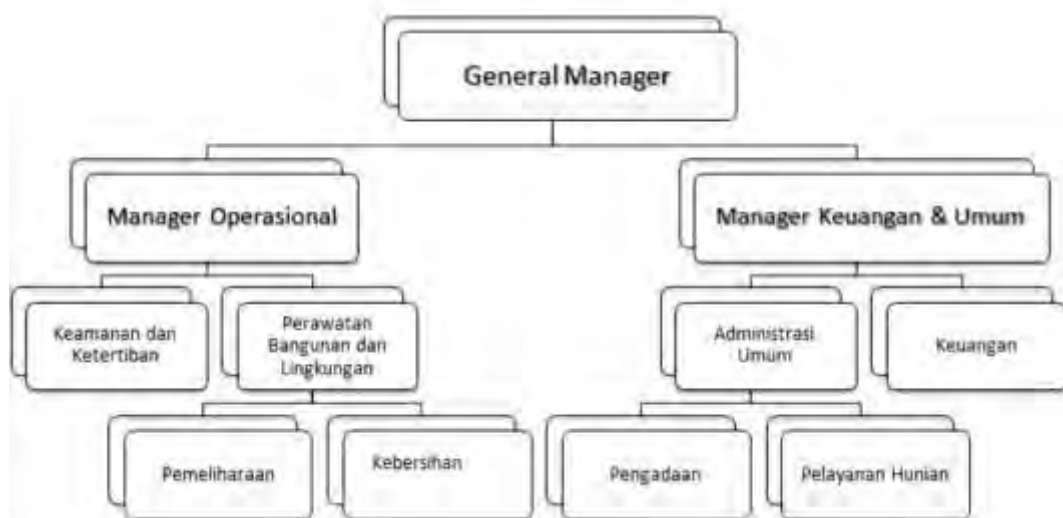 General Manager
Manager Operasional
Manager Keuangan & Umum
Keamanan dan
Ketertiban
Perawatan
Bangunan dan
Lingkungan
Administrasi
Umum
Keuangan
Pemeliharaan
Kebersihan
Pengadaan
Pelayanan Hunian